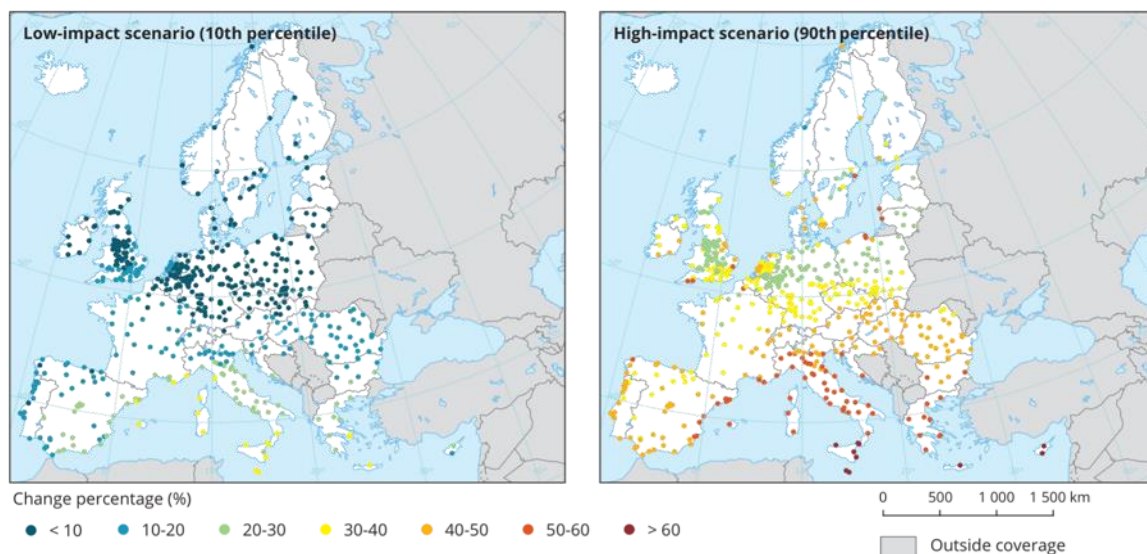 Low-impact scenario (10th percentile)
High-impact scenario (90th percentile)
Change percentage (%)
< 10
10-20
20-30
30-40
40-50
50-60
> 60
0 500 1 000 1 500 km
Outside coverage